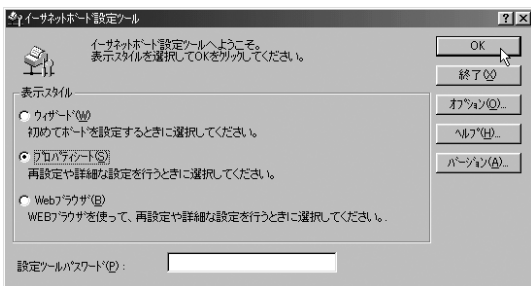 イーサネットボード設定ツール
イーサネットボード設定ツールへようこそ。
表示スタイルを選択してOKをクリックしてください。
OK
終了(X)
オプション(O)...
ヘルプ(H)...
バージョン(A)...
表示スタイル
ウィザード(W)
初めてボードを設定するときに選択してください。
プロパティシート(S)
再設定や詳細な設定を行うときに選択してください。
Webブラウザ(B)
WEBブラウザを使って、再設定や詳細な設定を行うときに選択してください。.
設定ツールパスワード(P) :